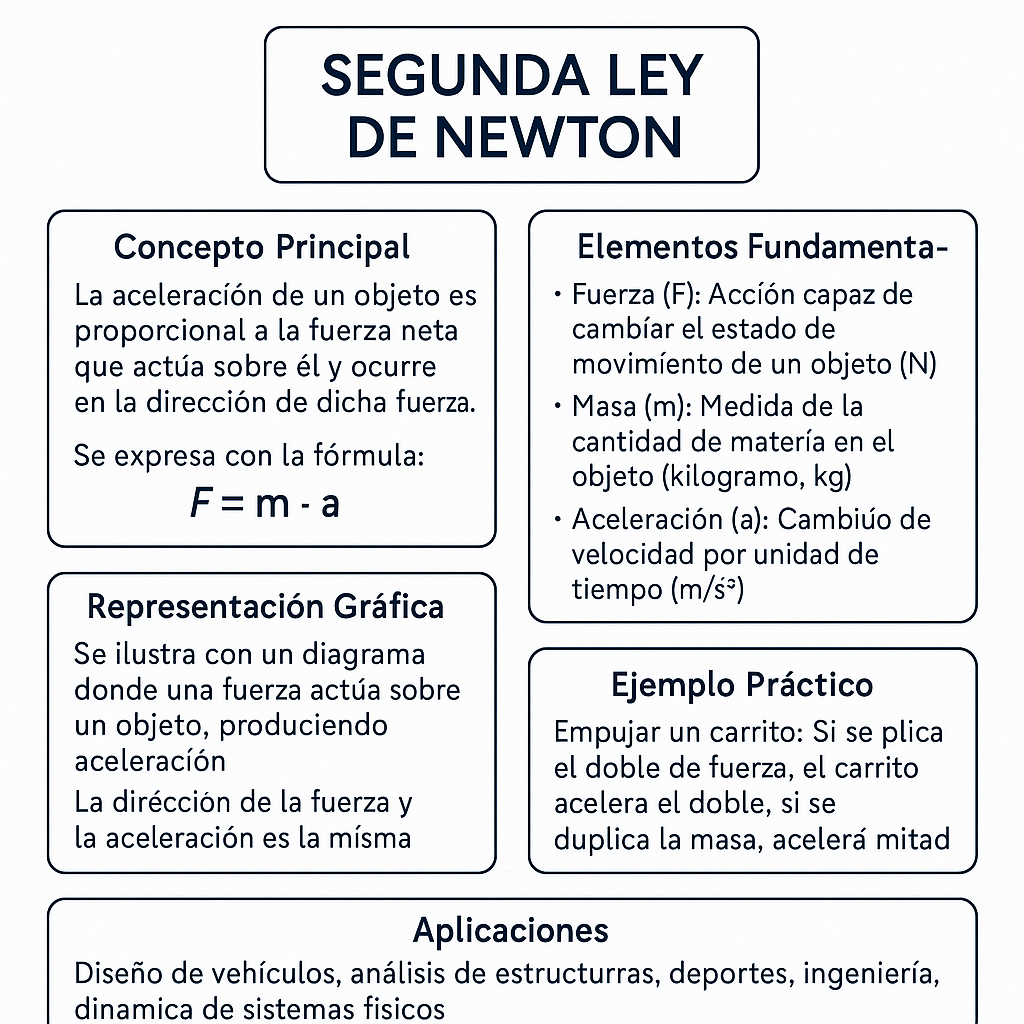 SEGUNDA LEY
DE NEWTON
Concepto Principal
La aceleracíón de un objeto es
proporcional a la fuerza neta
que actúa sobre él y ocurre
en la dirección de dicha fuerza.
Se expresa con la fórmula:
F = m · a
Elementos Fundamenta-
• Fuerza (F): Accíón capaz de
cambíar el estado de
movimíento de un objeto (N)
• Masa (m): Medida de la
cantidad de matería en el
objeto (kilogramo, kg)
• Aceleración (a): Cambiúo de
velocidad por unidad de
tiempo (m/ś³)
Representación Gráfica
Se ilustra con un diagrama
donde una fuerza actúa sobre
un objeto, produciendo
aceleracíón
La diréccíón de la fuerza y
la aceleración es la mísma
Ejemplo Práctico
Empujar un carrito: Si se plica
el doble de fuerza, el carrito
acelera el doble, si se
duplica la masa, acelerá mitad
Aplicaciones
Diseño de vehículos, análisis de estructurras, deportes, ingeniería,
dinamica de sistemas fisicos